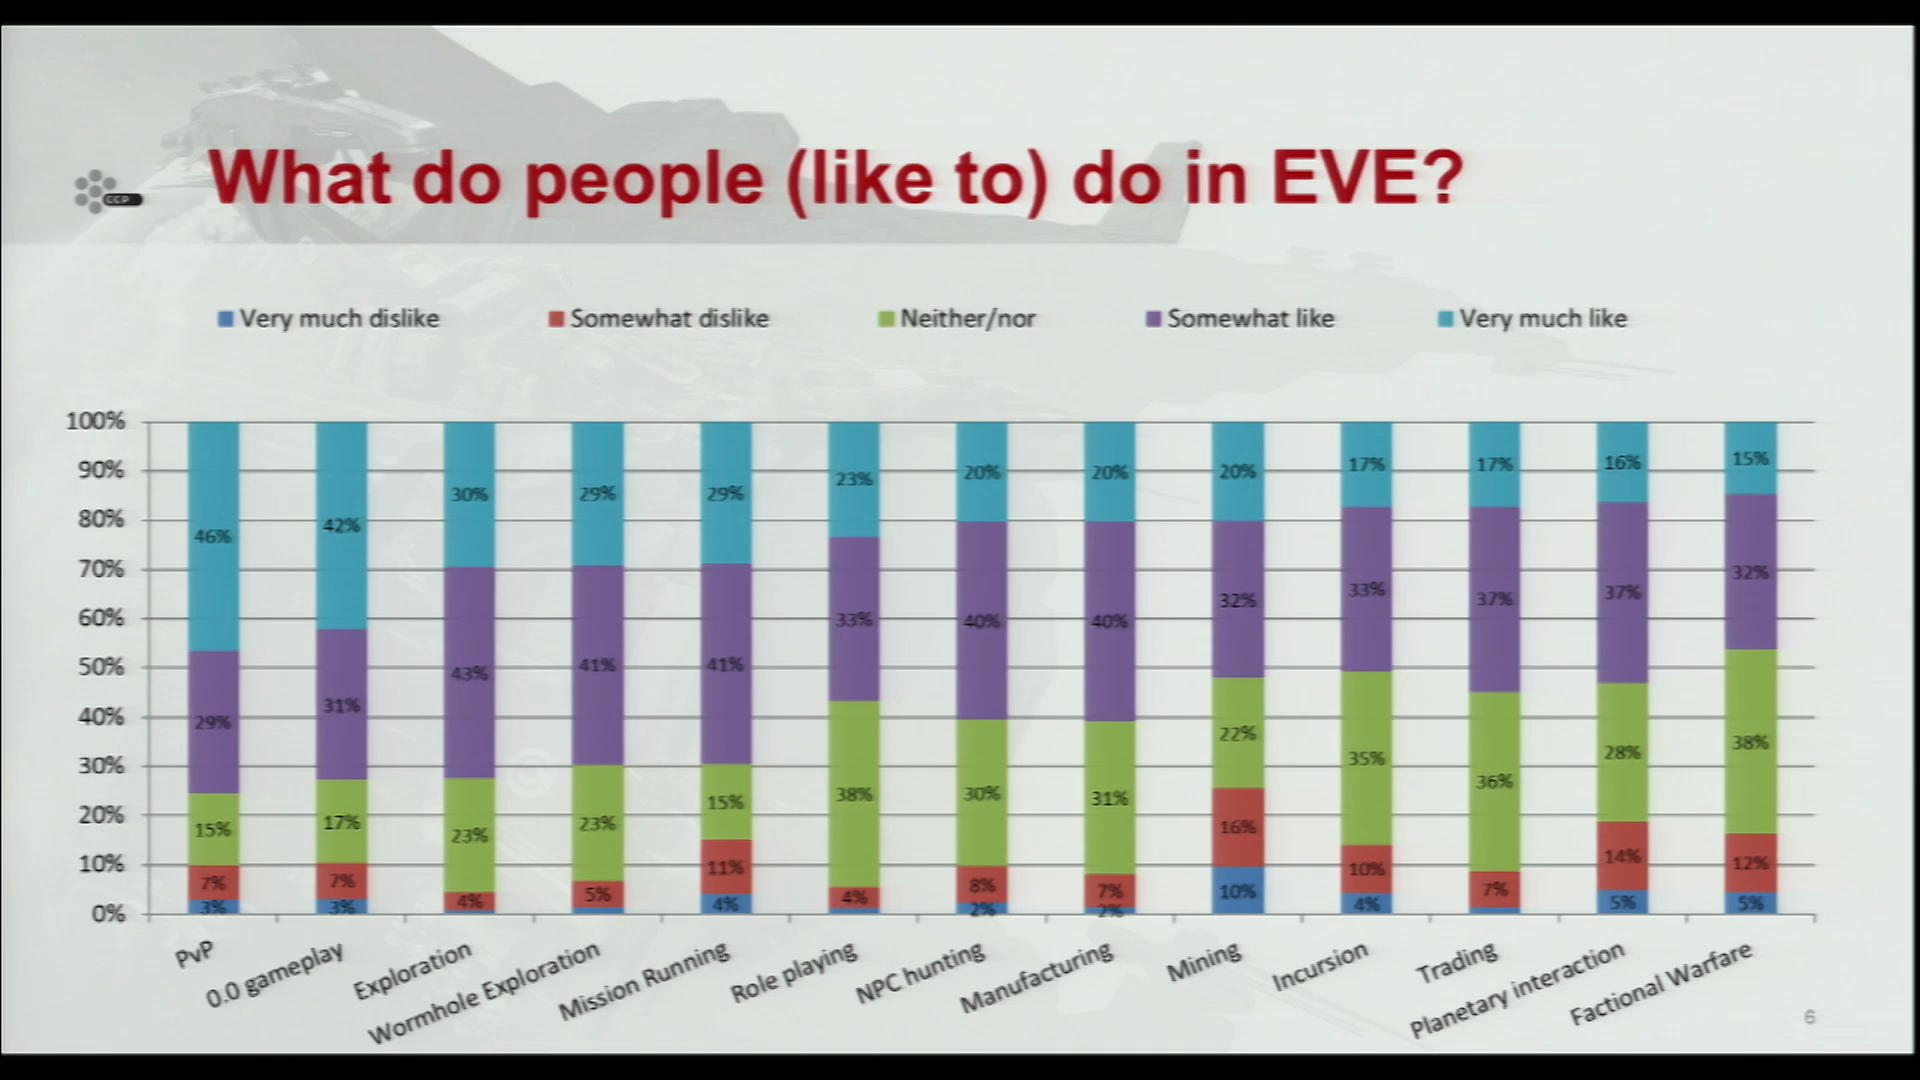 What do people (like to) do in EVE?
CCP
Very much dislike Somewhat dislike Neither/nor Somewhat like Very much like
100%
90%
80%
70%
60%
50%
40%
30%
20%
10%
0%
46% 29% 15% 7% 3%
42% 31% 17% 7% 3%
30% 43% 23% 4%
29% 41% 23% 5%
29% 41% 15% 11% 4%
23% 33% 38% 4%
20% 40% 30% 8% 2%
20% 40% 31% 7% 2%
20% 32% 22% 16% 10%
17% 33% 35% 10% 4%
17% 37% 36% 7%
16% 37% 28% 14% 5%
15% 32% 38% 12% 5%
PvP
0.0 gameplay
Exploration
Wormhole Exploration
Mission Running
Role playing
NPC hunting
Manufacturing
Mining
Incursion
Trading
Planetary interaction
Factional Warfare
6